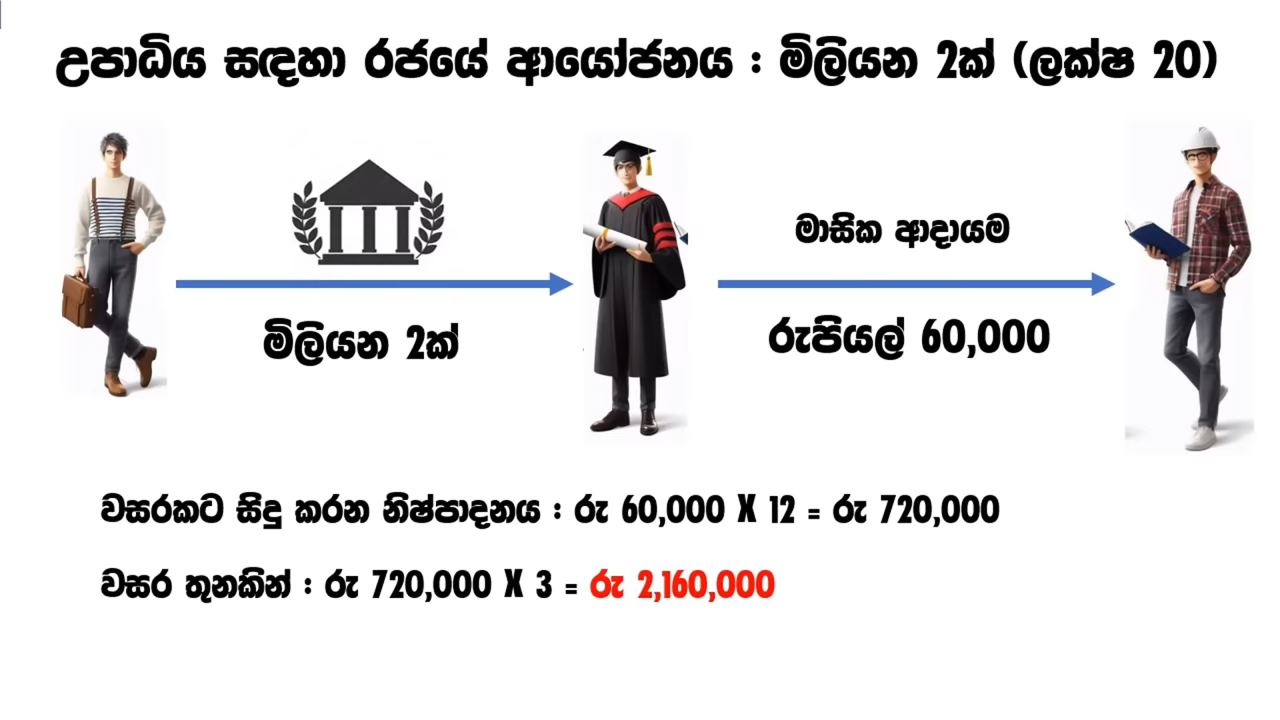 උපාධිය සඳහා රජයේ ආයෝජනය : මිලියන 2ක් (ලක්ෂ 20)
මිලියන 2ක්
මාසික ආදායම
රුපියල් 60,000
වසරකට සිදු කරන නිෂ්පාදනය : රු 60,000 X 12 = රු 720,000
වසර තුනකින් : රු 720,000 X 3 = රු 2,160,000